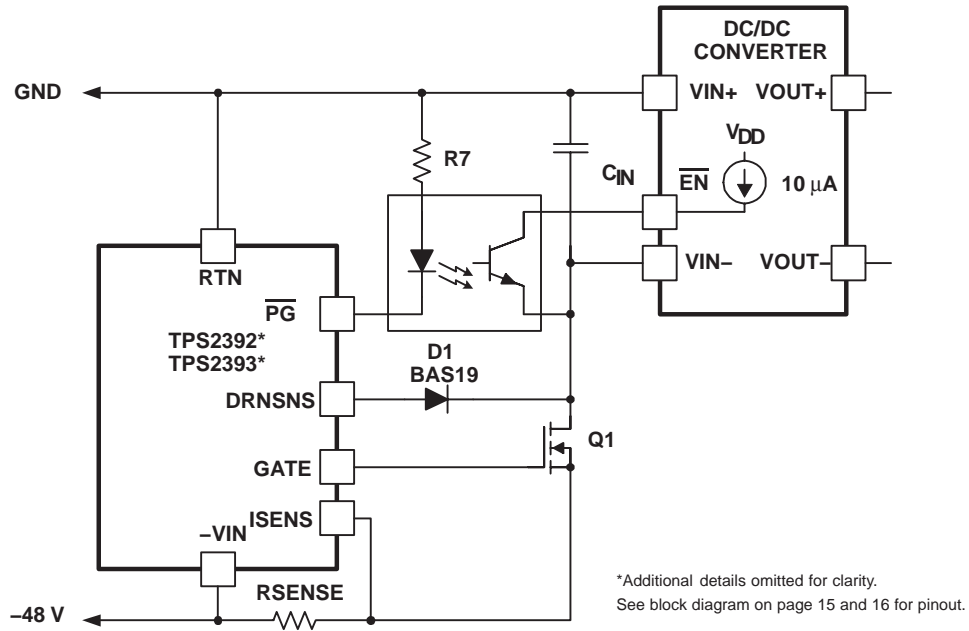 DC/DC
CONVERTER
GND
VIN+ VOUT+
R7
VDD
CIN
EN
10 μA
RTN
VIN– VOUT–
PG
TPS2392*
TPS2393*
D1
BAS19
DRNSNS
Q1
GATE
ISENS
–VIN
RSENSE
–48 V
*Additional details omitted for clarity.
See block diagram on page 15 and 16 for pinout.